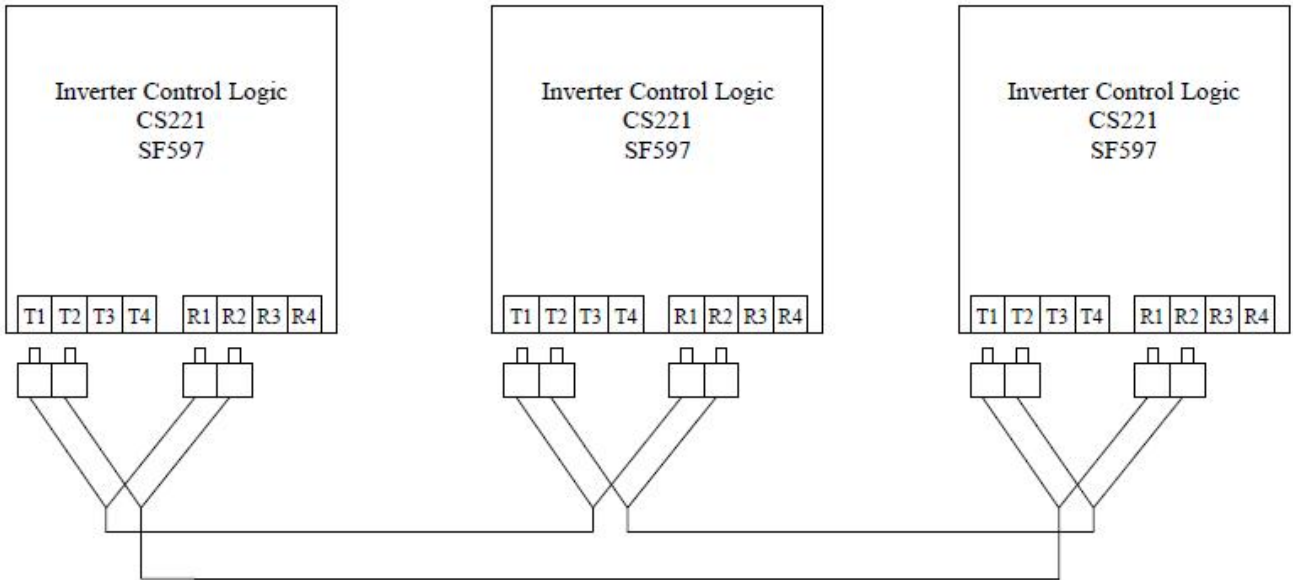 Inverter Control Logic
CS221
SF597
Inverter Control Logic
CS221
SF597
Inverter Control Logic
CS221
SF597
T1 T2 T3 T4 R1 R2 R3 R4
T1 T2 T3 T4 R1 R2 R3 R4
T1 T2 T3 T4 R1 R2 R3 R4